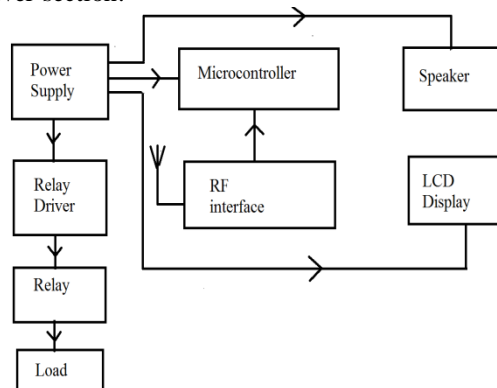 ver section.
Power
Supply
Microcontroller
Speaker
Relay
Driver
RF
interface
LCD
Display
Relay
Load